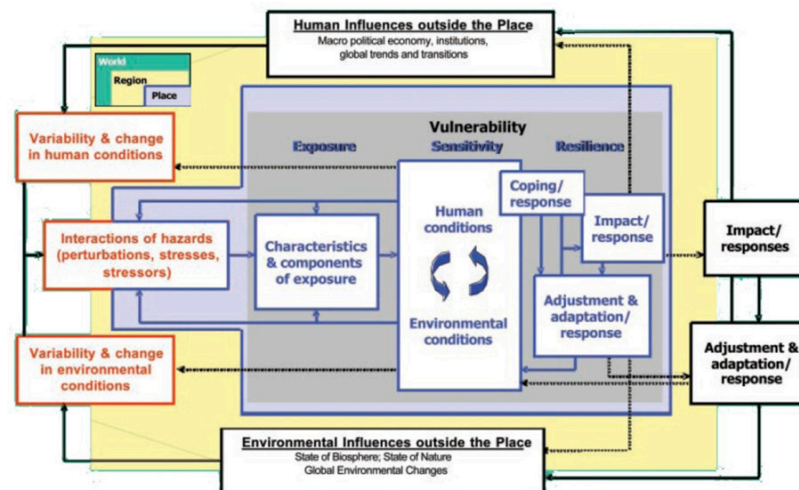 Human Influences outside the Place
Macro political economy, institutions,
global trends and transitions
World
Region
Place
Vulnerability
Exposure
Sensitivity
Resilience
Variability & change
in human conditions
Coping/
response
Human
conditions
Impact/
response
Impact/
responses
Interactions of hazards
(perturbations, stresses,
stressors)
Characteristics
& components
of exposure
Adjustment &
adaptation/
response
Environmental
conditions
Variability & change
in environmental
conditions
Adjustment &
adaptation/
response
Environmental Influences outside the Place
State of Biosphere; State of Nature
Global Environmental Changes